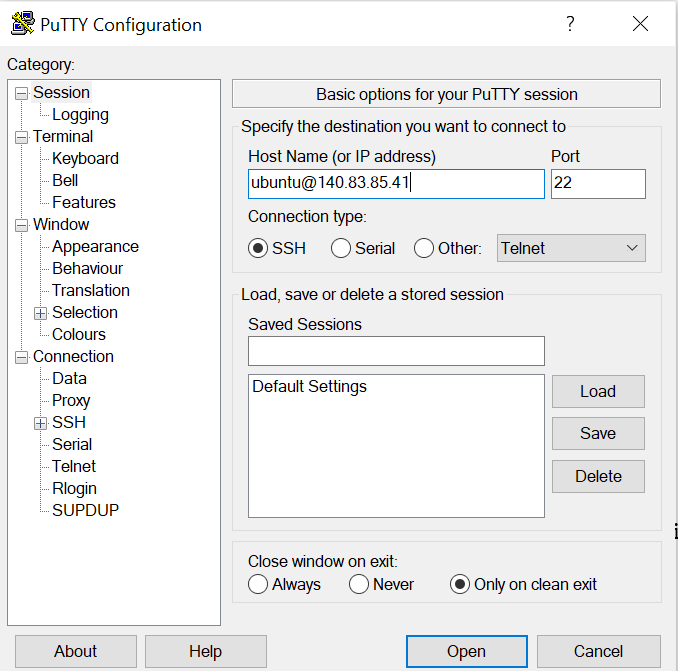 PuTTY Configuration
Category:
Session
Logging
Terminal
Keyboard
Bell
Features
Window
Appearance
Behaviour
Translation
Selection
Colours
Connection
Data
Proxy
SSH
Serial
Telnet
Rlogin
SUPDUP
Basic options for your PuTTY session
Specify the destination you want to connect to
Host Name (or IP address) Port
ubuntu@140.83.85.41 22
Connection type:
SSH Serial Other: Telnet
Load, save or delete a stored session
Saved Sessions
Default Settings
Load
Save
Delete
Close window on exit:
Always Never Only on clean exit
About Help Open Cancel